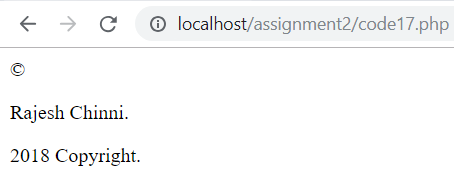 localhost/assignment2/code17.php
©
Rajesh Chinni.
2018 Copyright.